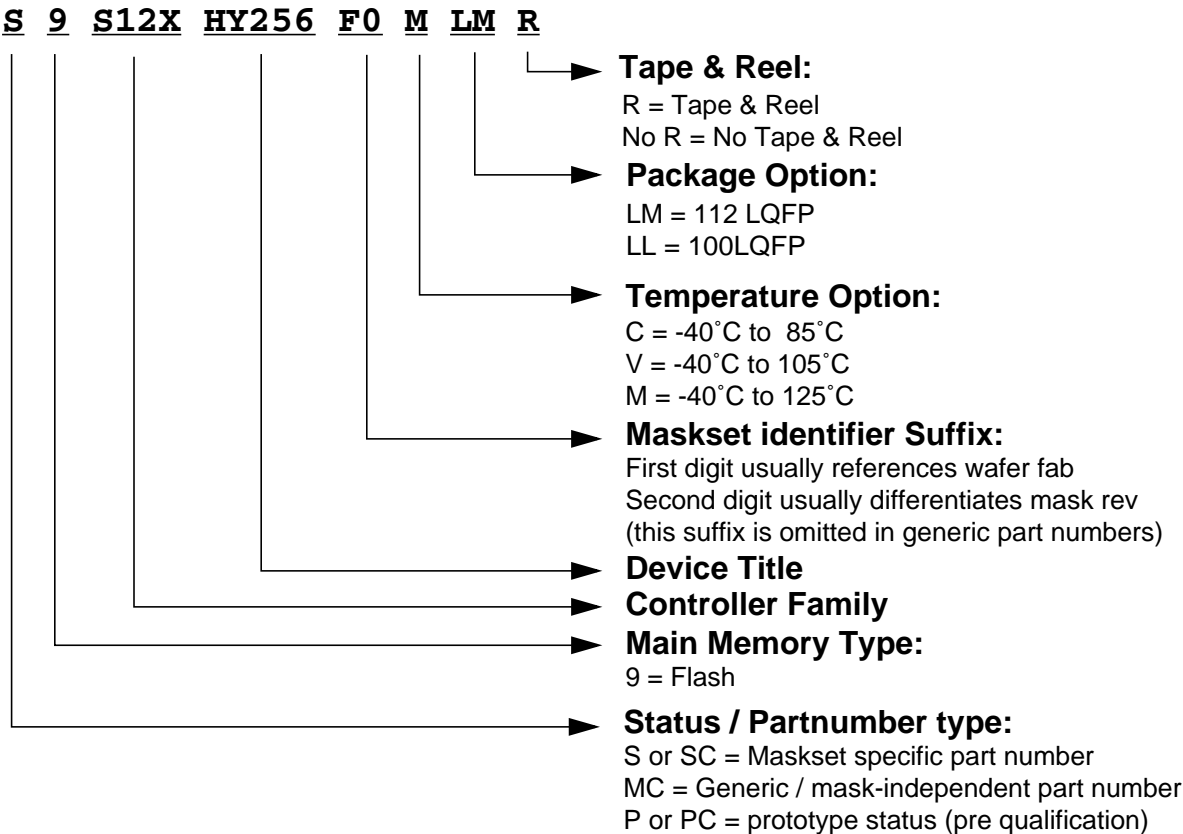 S 9 S12X HY256 F0 M LM R
Tape & Reel:
R = Tape & Reel
No R = No Tape & Reel
Package Option:
LM = 112 LQFP
LL = 100LQFP
Temperature Option:
C = -40˚C to 85˚C
V = -40˚C to 105˚C
M = -40˚C to 125˚C
Maskset identifier Suffix:
First digit usually references wafer fab
Second digit usually differentiates mask rev
(this suffix is omitted in generic part numbers)
Device Title
Controller Family
Main Memory Type:
9 = Flash
Status / Partnumber type:
S or SC = Maskset specific part number
MC = Generic / mask-independent part number
P or PC = prototype status (pre qualification)